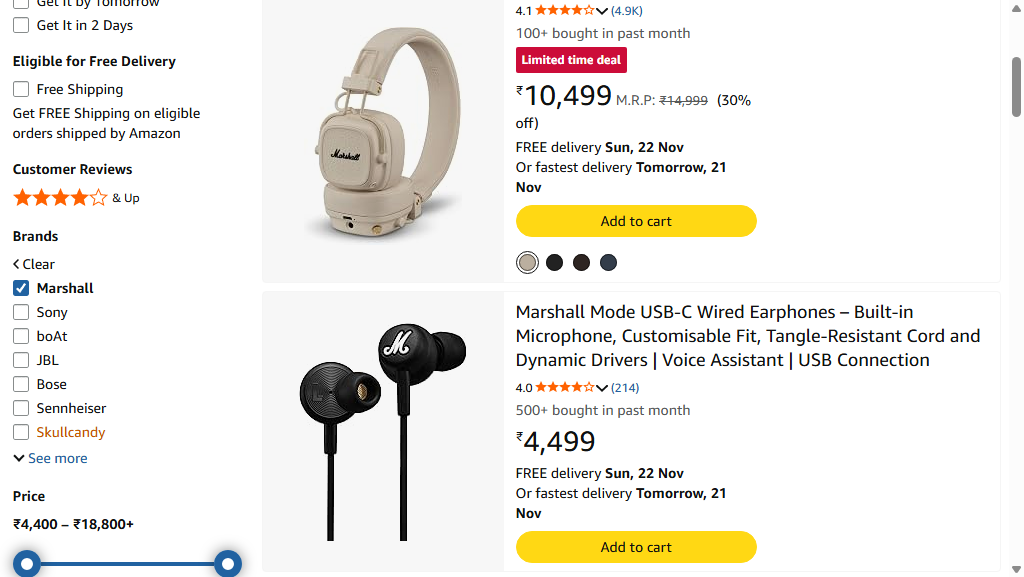 Get It by Tomorrow
Get It in 2 Days
Eligible for Free Delivery
Free Shipping
Get FREE Shipping on eligible
orders shipped by Amazon
Customer Reviews
& Up
Brands
Clear
Marshall
Sony
boAt
JBL
Bose
Sennheiser
Skullcandy
See more
Price
₹4,400 – ₹18,800+
Marshall
4.1 (4.9K)
100+ bought in past month
Limited time deal
₹10,499 M.R.P: ₹14,999 (30%
off)
FREE delivery Sun, 22 Nov
Or fastest delivery Tomorrow, 21
Nov
Add to cart
M
L
Marshall Mode USB-C Wired Earphones – Built-in
Microphone, Customisable Fit, Tangle-Resistant Cord and
Dynamic Drivers | Voice Assistant | USB Connection
4.0 (214)
500+ bought in past month
₹4,499
FREE delivery Sun, 22 Nov
Or fastest delivery Tomorrow, 21
Nov
Add to cart